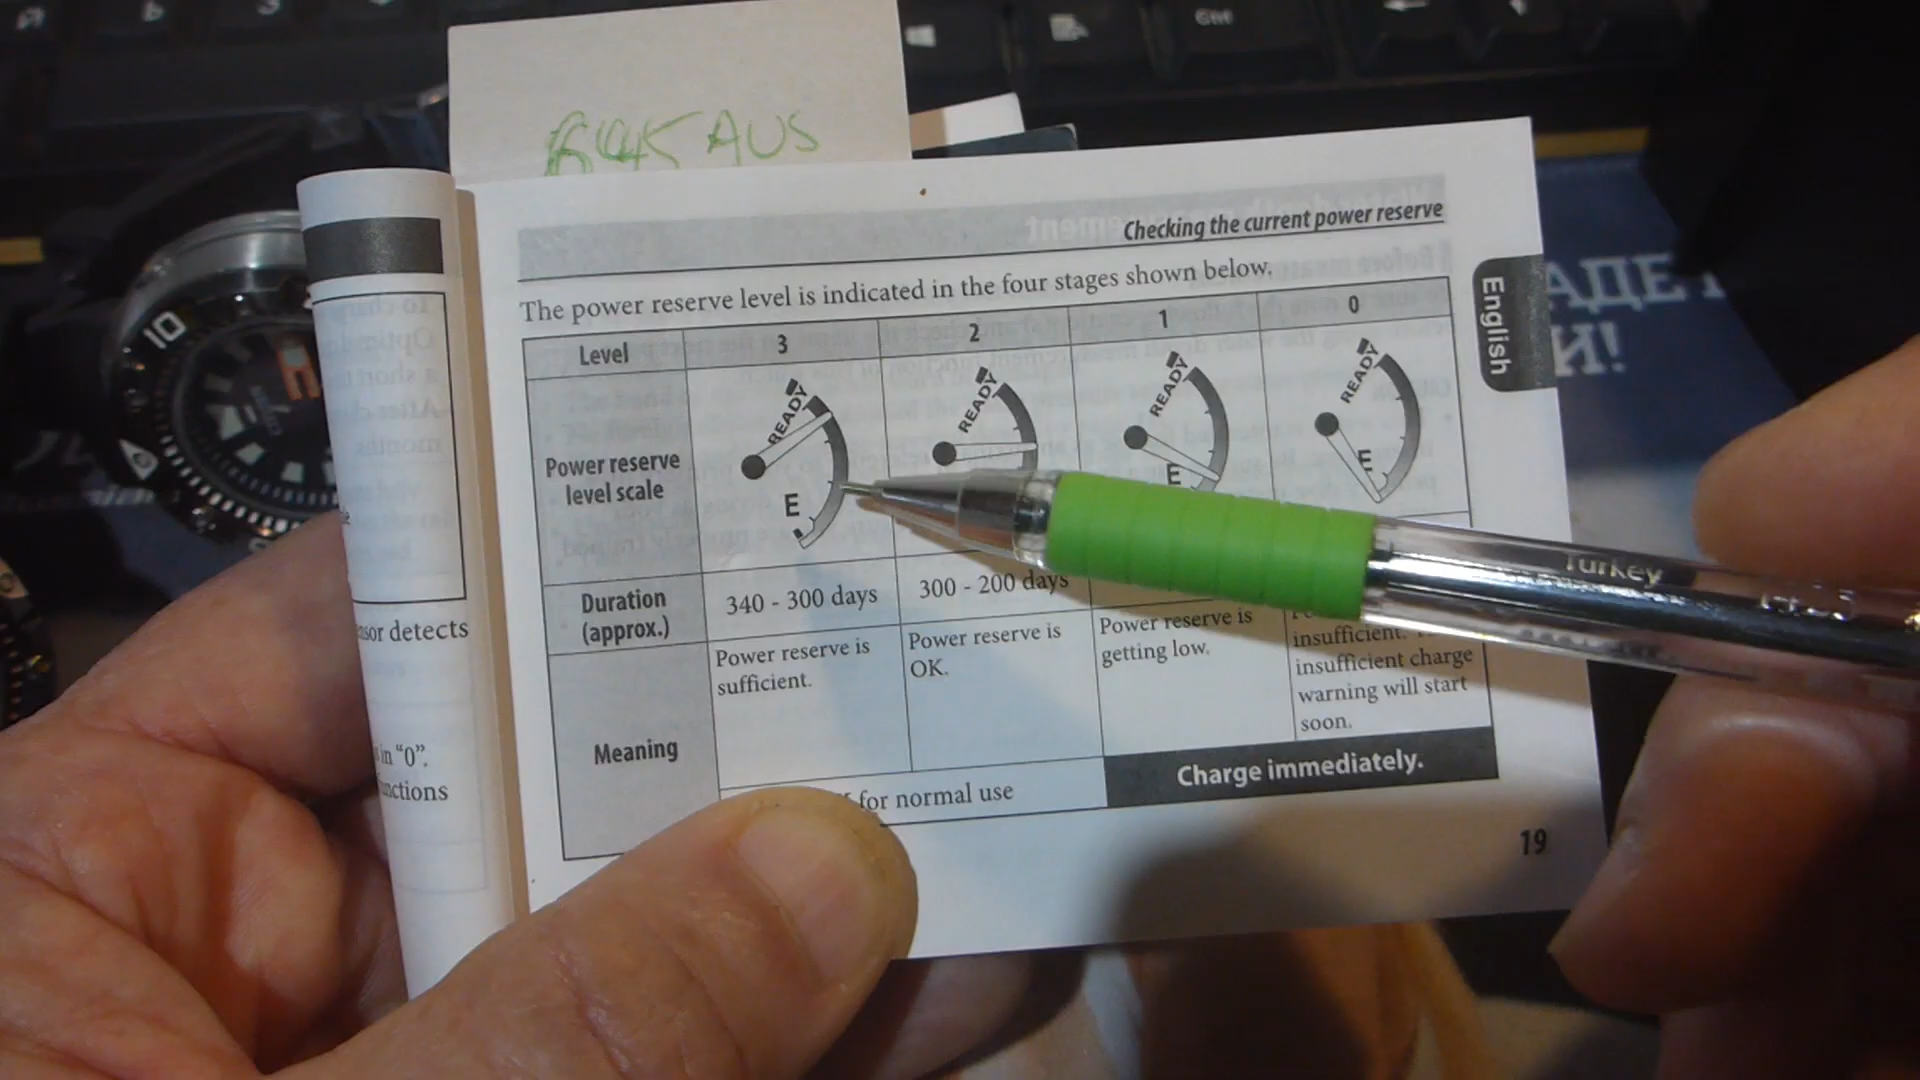 Ctrl
AUS
Checking the current power reserve
The power reserve level is indicated in the four stages shown below.
English
Level 3 2 1 0
Power reserve level scale
READY E
READY
READY E
READY E
Duration (approx.)
340 - 300 days
300 - 200 days
Meaning
Power reserve is
sufficient.
Power reserve is
OK.
Power reserve is
getting low.
insufficient.
insufficient charge
warning will start
soon.
for normal use
Charge immediately.
19
detects
in “0”.
Turkey
10
И!